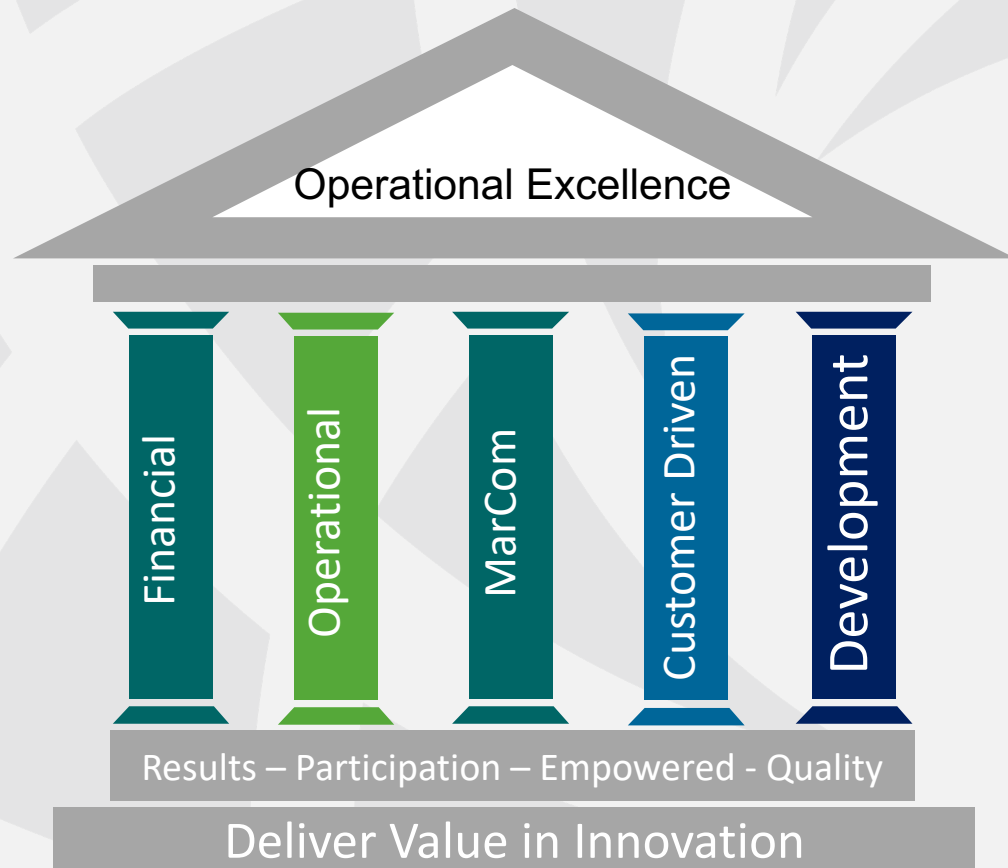 Operational Excellence
Financial
Operational
MarCom
Customer Driven
Development
Results – Participation – Empowered - Quality
Deliver Value in Innovation